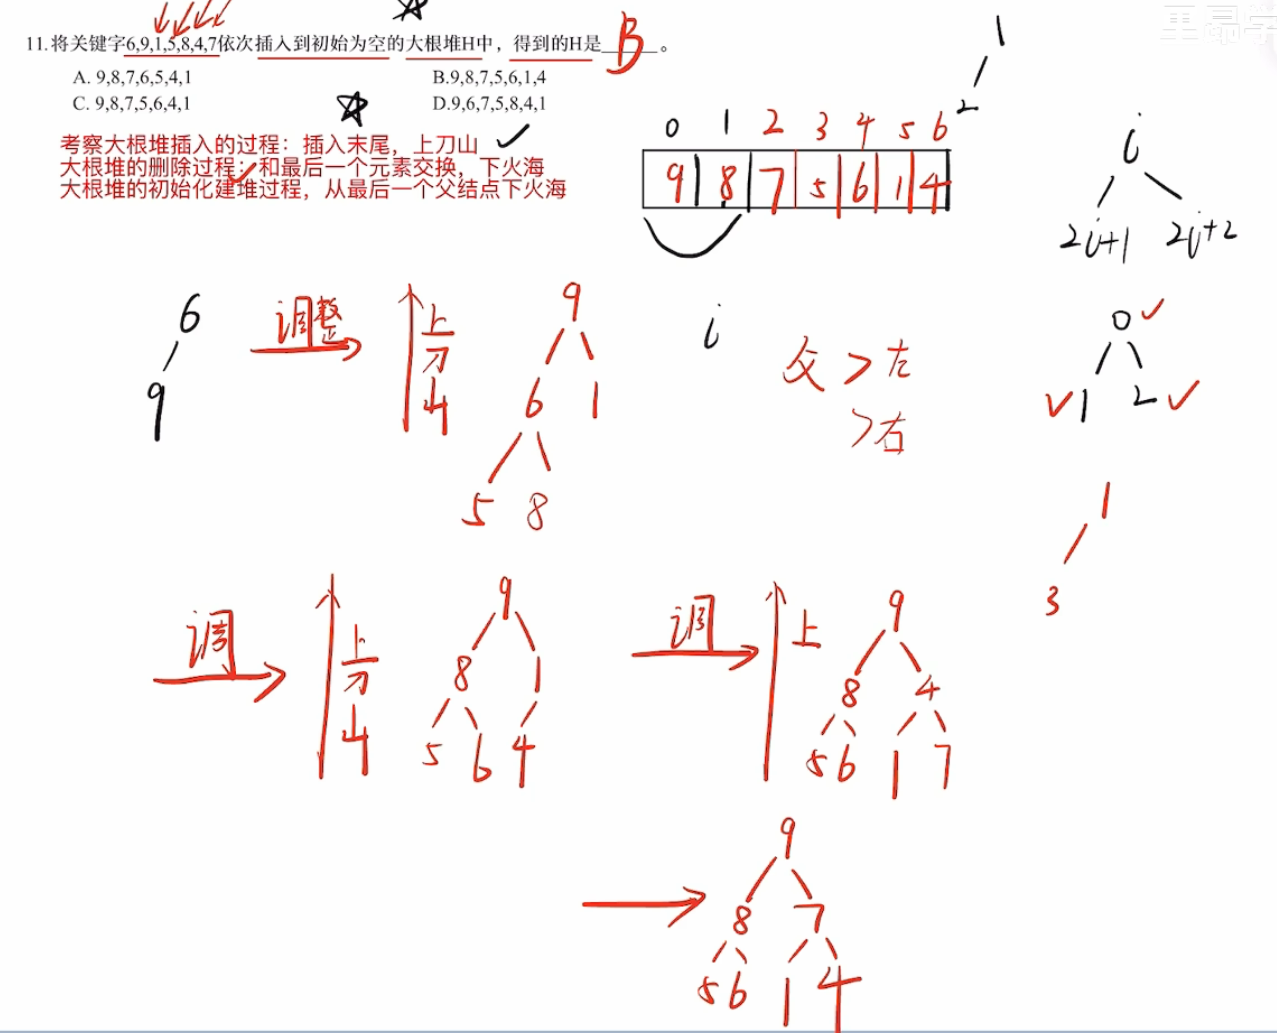 11.将关键字6,9,1,5,8,4,7依次插入到初始为空的大根堆H中，得到的H是 B 。
A. 9,8,7,6,5,4,1
B.9,8,7,5,6,1,4
C. 9,8,7,5,6,4,1
D.9,6,7,5,8,4,1
考察大根堆插入的过程：插入末尾，上刀山
大根堆的删除过程：和最后一个元素交换，下火海
大根堆的初始化建堆过程，从最后一个父结点下火海
1
2
0 1 2 3 4 5 6
9 8 7 5 6 1 4
i
2i+1 2i+2
6
9
调整
上刀山
9
6 1
5 8
i
父>左
>右
0
1 2
1
3
调
上刀山
9
8 1
5 6 4
调
上
9
8 4
5 6 1 7
9
8 7
5 6 1 4